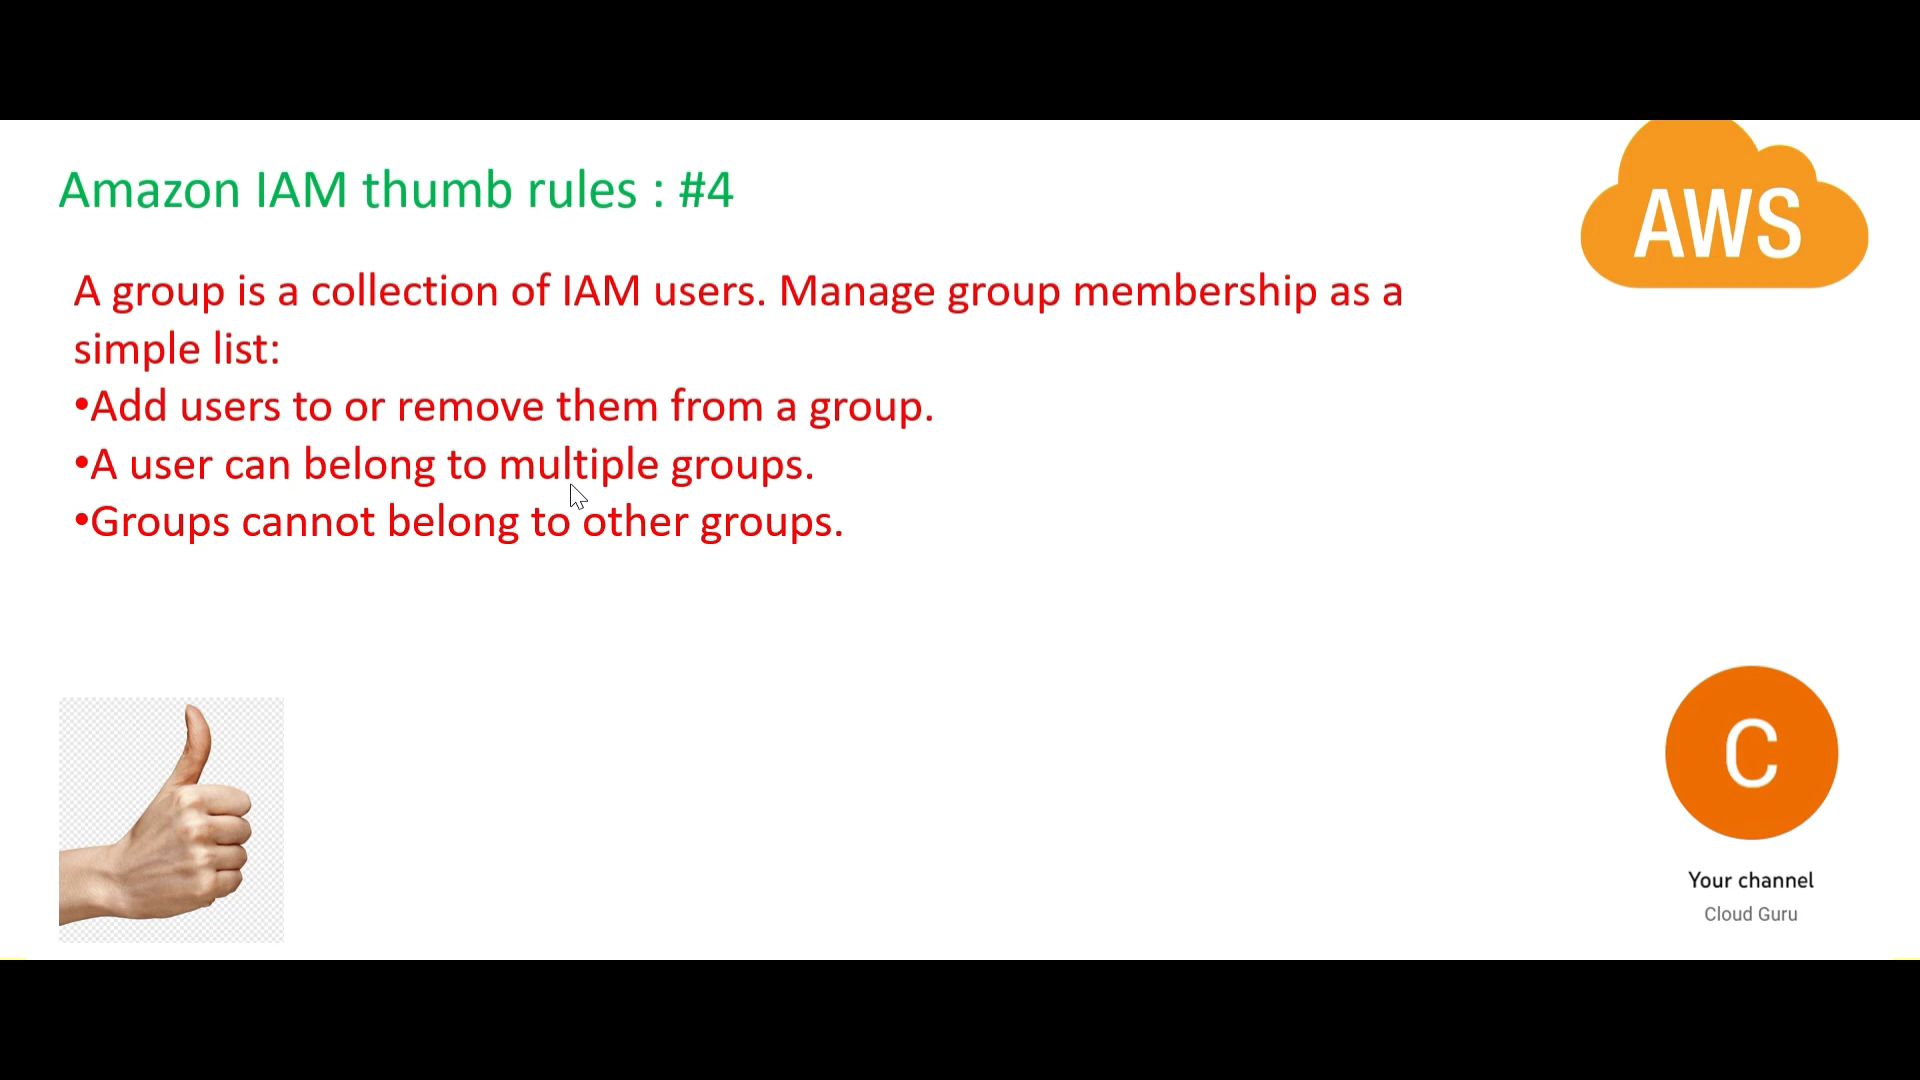 Amazon IAM thumb rules : #4
AWS
A group is a collection of IAM users. Manage group membership as a
simple list:
•Add users to or remove them from a group.
•A user can belong to multiple groups.
•Groups cannot belong to other groups.
C
Your channel
Cloud Guru